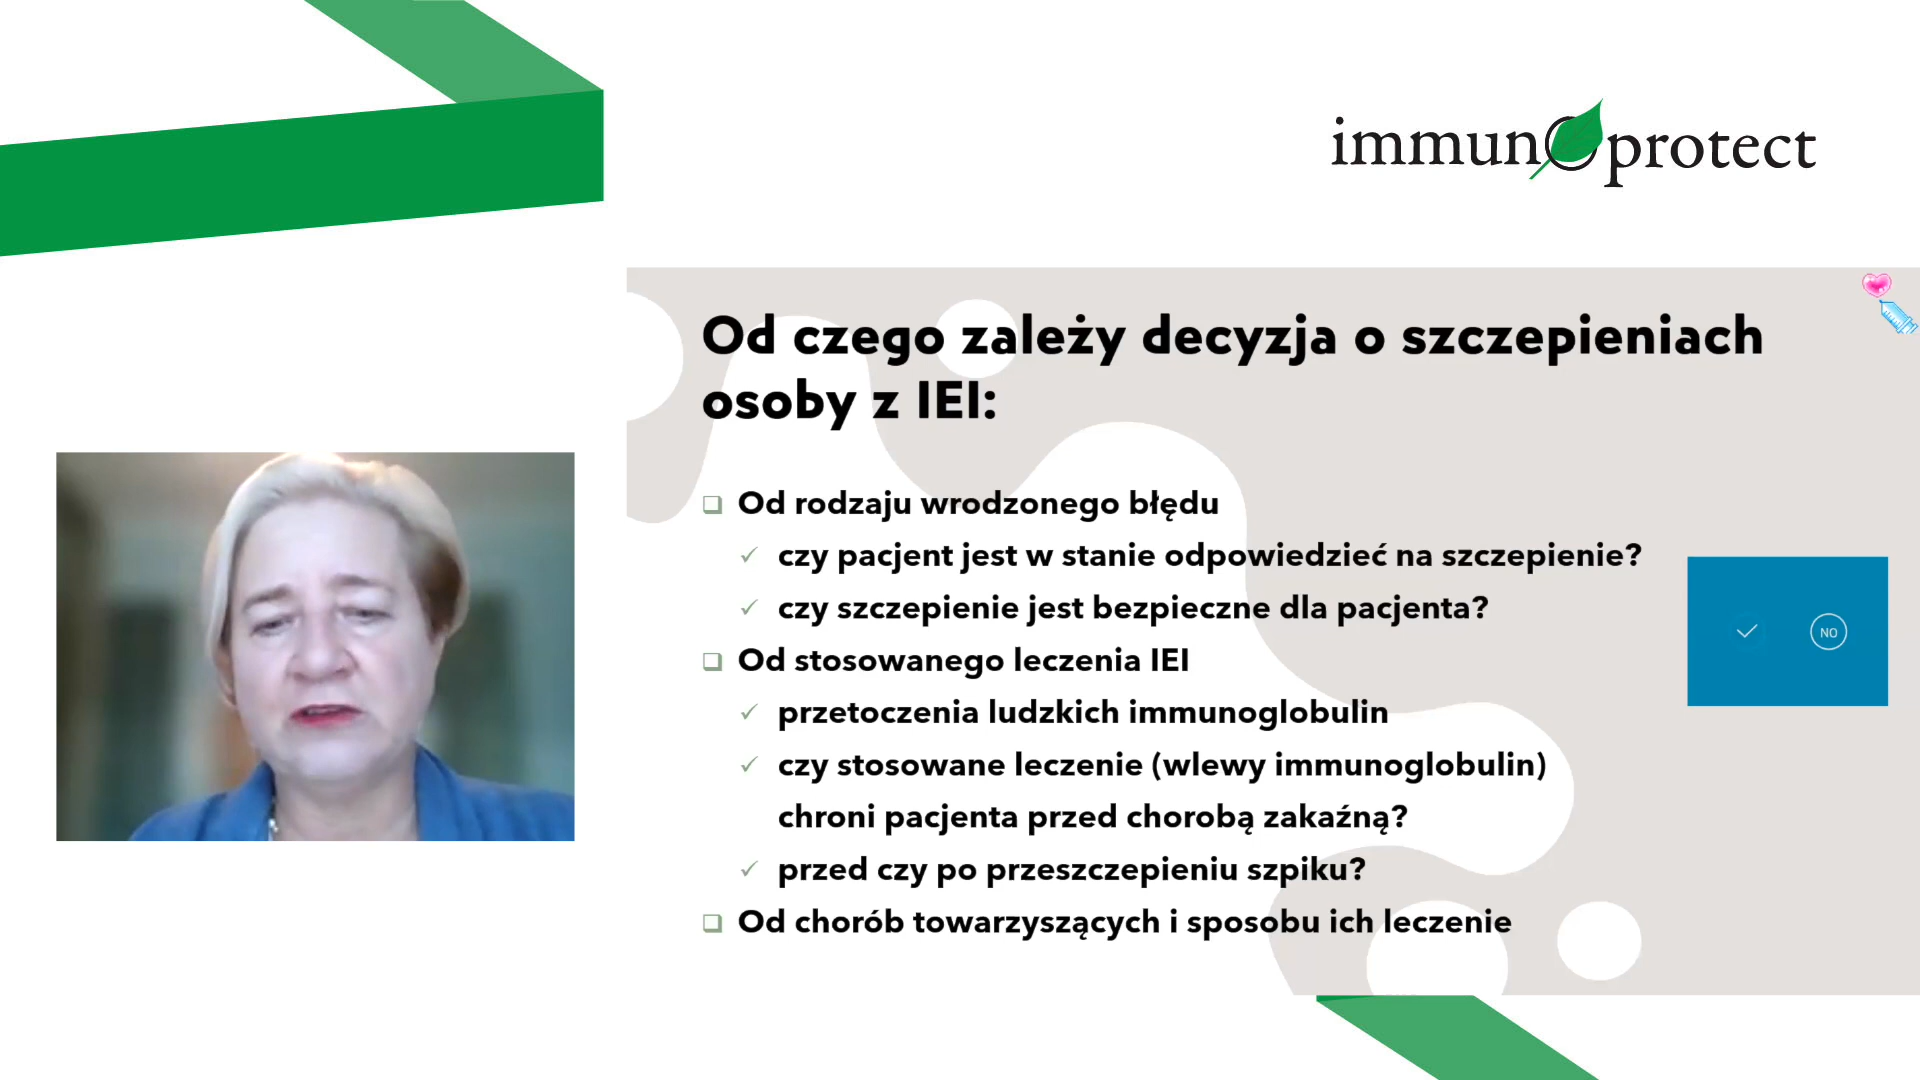 immunoprotect
Od czego zależy decyzja o szczepieniach
osoby z IEI:
Od rodzaju wrodzonego błędu
czy pacjent jest w stanie odpowiedzieć na szczepienie?
czy szczepienie jest bezpieczne dla pacjenta?
Od stosowanego leczenia IEI
przetoczenia ludzkich immunoglobulin
czy stosowane leczenie (wlewy immunoglobulin)
chroni pacjenta przed chorobą zakaźną?
przed czy po przeszczepieniu szpiku?
Od chorób towarzyszących i sposobu ich leczenie
NO